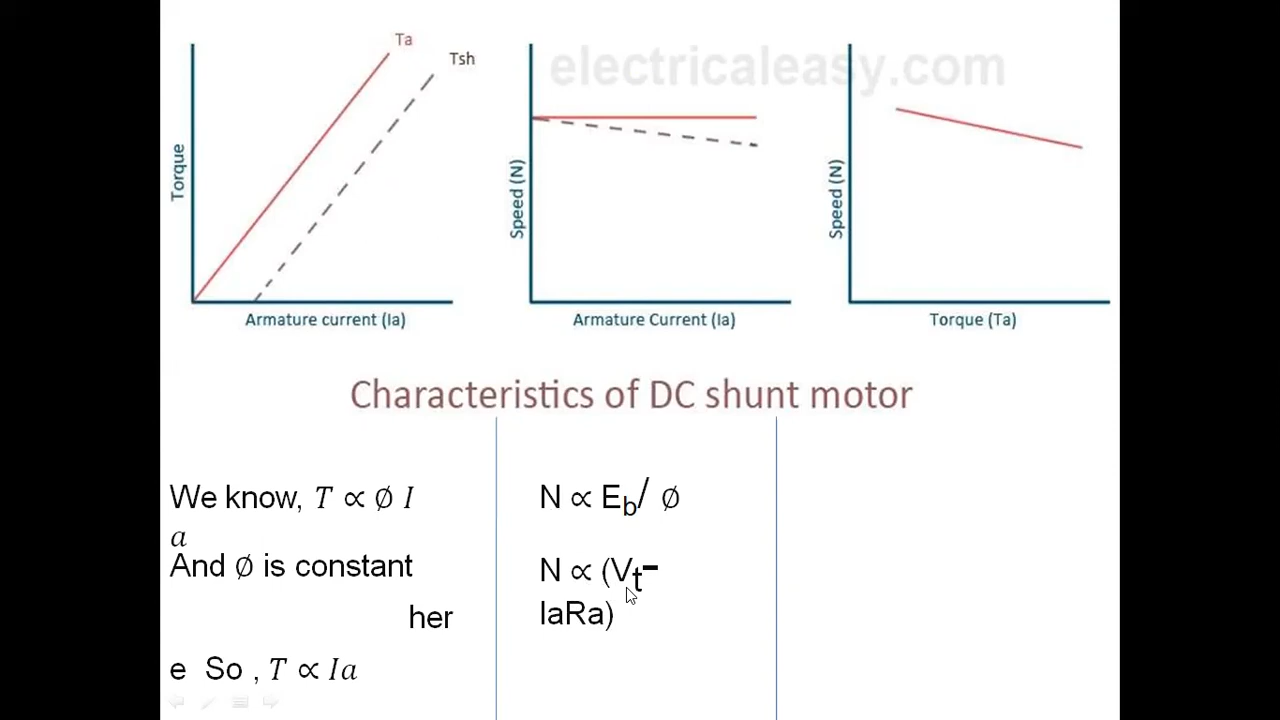 Ta
Tsh
electricaleasy.com
Torque
Armature current (Ia)
Speed (N)
Armature Current (Ia)
Speed (N)
Torque (Ta)
Characteristics of DC shunt motor
We know, 𝑇 ∝ ∅ 𝐼
𝑎
And ∅ is constant
her
e So , 𝑇 ∝ 𝐼𝑎
N ∝ Eb/ ∅
N ∝ (Vt-
IaRa)